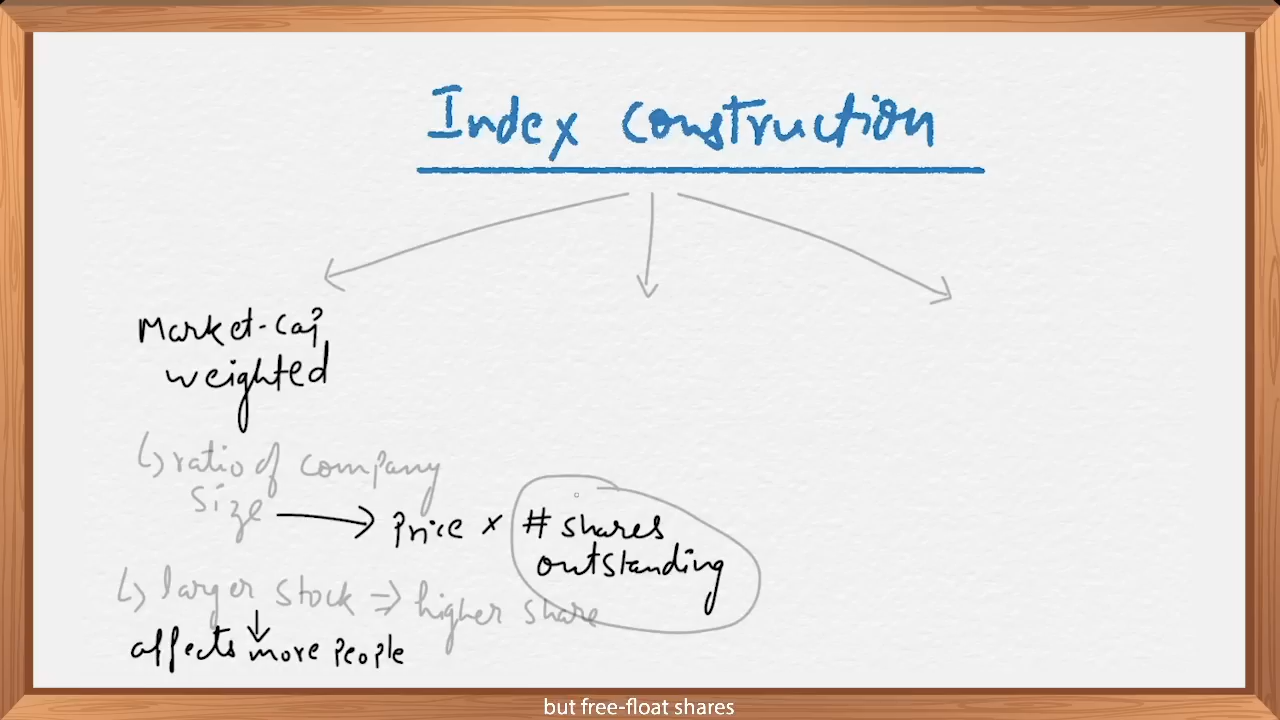 Index Construction
Market-Cap
weighted
↳ ratio of company
size → Price × # shares
outstanding
↳ larger stock ⇒ higher share
affects more people
but free-float shares